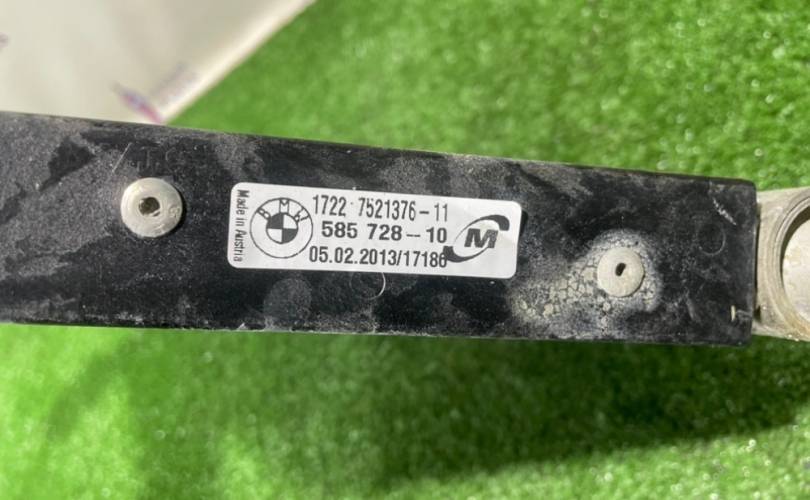 Made in Austria
BMW
1722 7521376-11
585 728-10
M
05.02.2013/17186